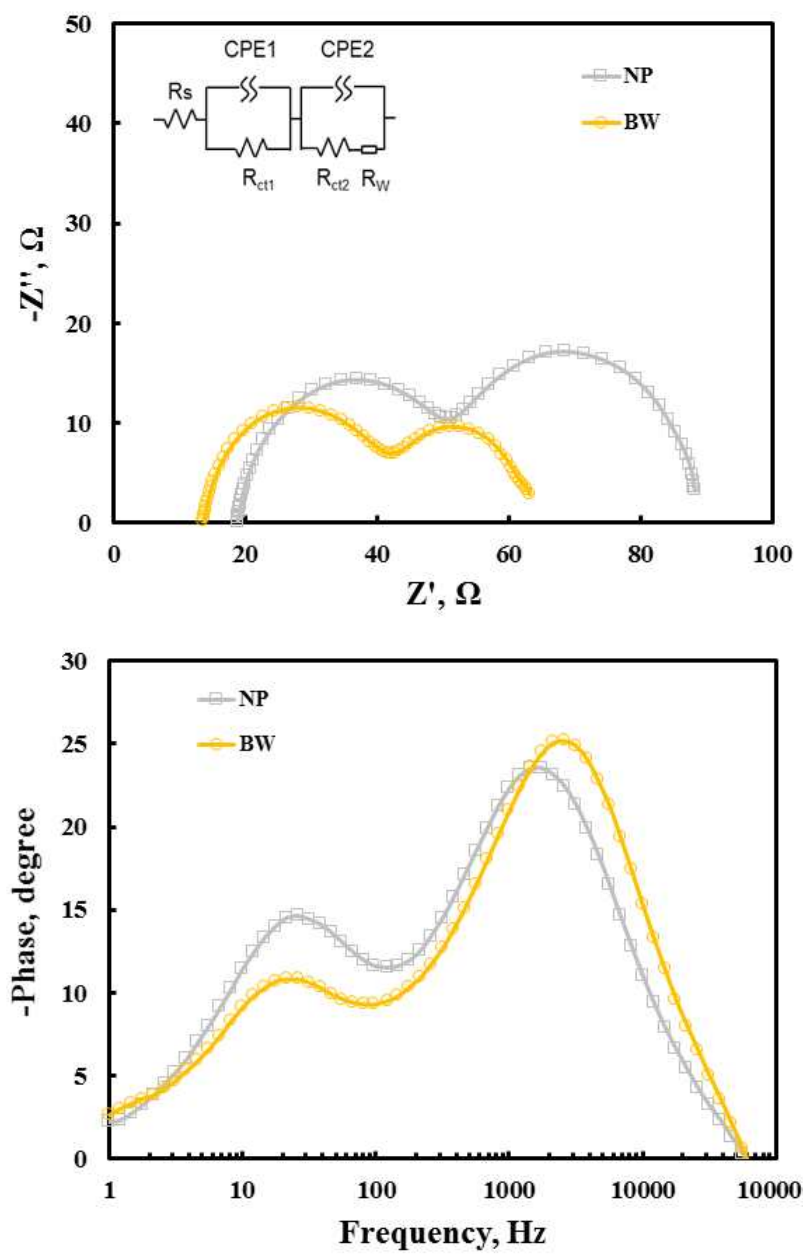 50
40
30
20
10
0
-Z'', Ω
CPE1 CPE2
Rs
Rct1 Rct2 RW
NP
BW
0 20 40 60 80 100
Z', Ω
30
25
20
15
10
5
0
-Phase, degree
NP
BW
1 10 100 1000 10000 10000
Frequency, Hz